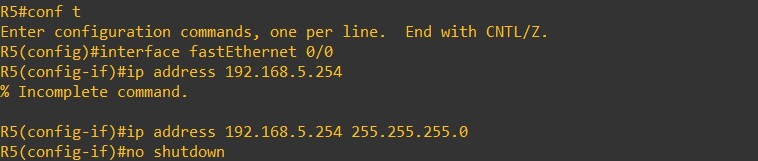 R5#conf t
Enter configuration commands, one per line.  End with CNTL/Z.
R5(config)#interface fastEthernet 0/0
R5(config-if)#ip address 192.168.5.254
% Incomplete command.

R5(config-if)#ip address 192.168.5.254 255.255.255.0
R5(config-if)#no shutdown